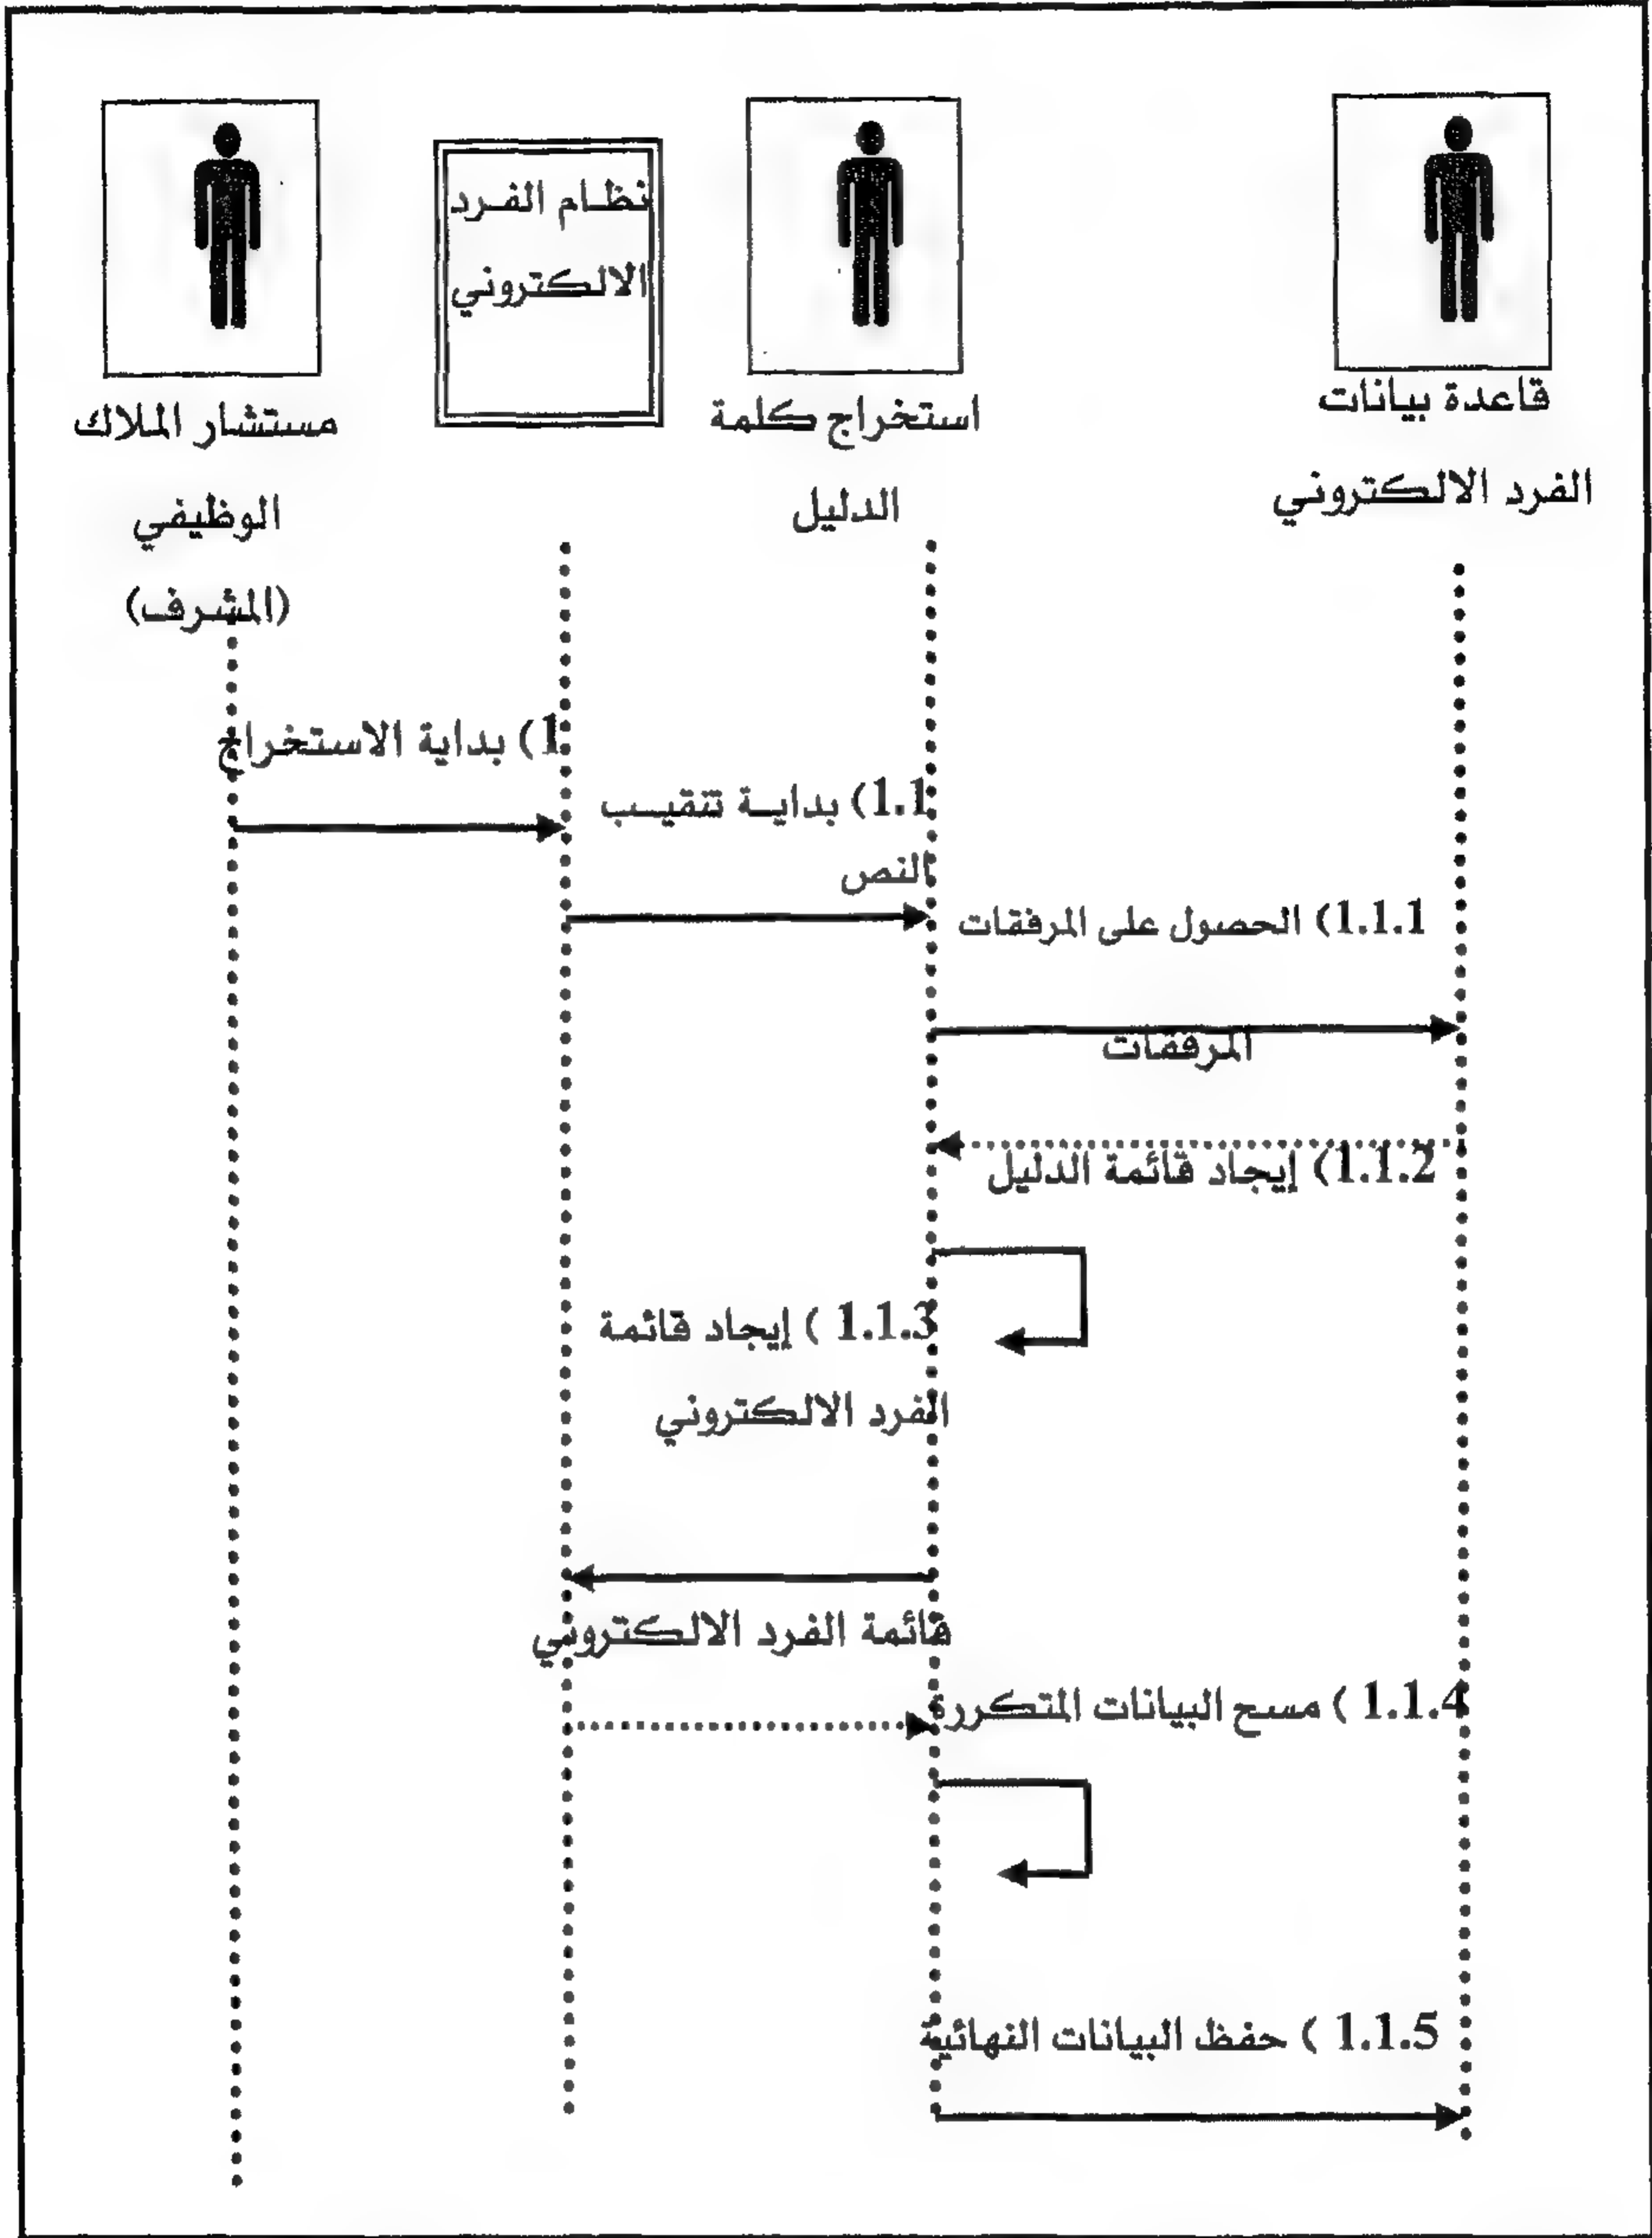 نظام الفرد
الالكتروني
قاعدة بيانات
الفرد الالكتروني
استخراج كلمة
الدليل
مستشار الملاك
الوظيفي
(المشرف)
1) بداية الاستخراج
1.1) بداية تنقيب
النص
1.1.1) الحصول على المرفقات
المرفقات
1.1.2) إيجاد قائمة الدليل
1.1.3 ) إيجاد قائمة
الفرد الالكتروني
قائمة الفرد الالكتروني
1.1.4 ) مسح البيانات المتكررة
1.1.5 ) حفظ البيانات النهائية